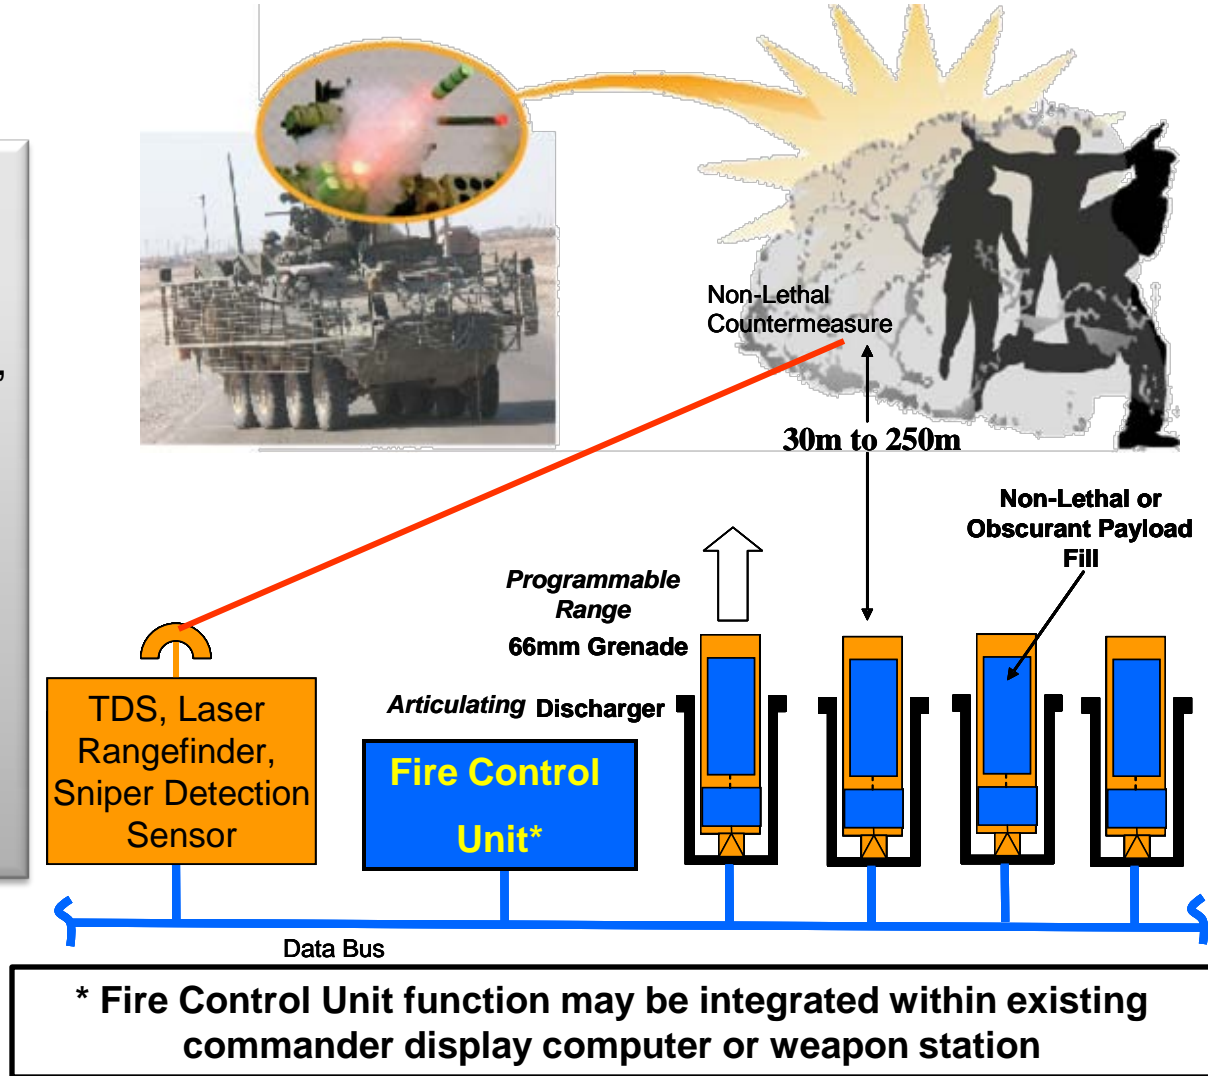 ,
Non-Lethal
Countermeasure
30m to 250m
Non-Lethal or
Obscurant Payload
Fill
Programmable
Range
66mm Grenade
Articulating Discharger
TDS, Laser
Rangefinder,
Sniper Detection
Sensor
Fire Control
Unit*
Data Bus
* Fire Control Unit function may be integrated within existing
commander display computer or weapon station